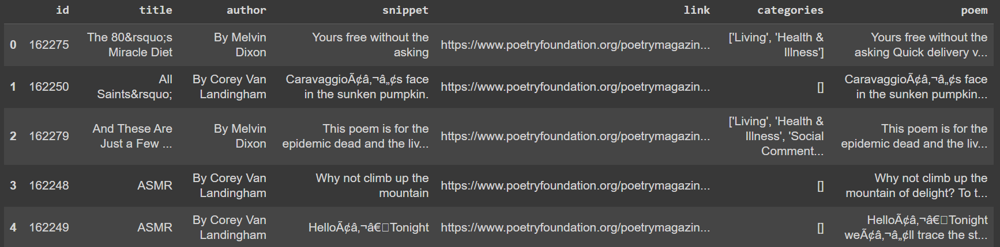 id title author snippet link categories poem
0 162275 The 80&rsquo;s Miracle Diet By Melvin Dixon Yours free without the asking https://www.poetryfoundation.org/poetrymagazin... ['Living', 'Health & Illness'] Yours free without the asking Quick delivery v...
1 162250 All Saints&rsquo; By Corey Van Landingham CaravaggioÃ¢â‚¬â„¢s face in the sunken pumpkin. https://www.poetryfoundation.org/poetrymagazin... [] CaravaggioÃ¢â‚¬â„¢s face in the sunken pumpkin...
2 162279 And These Are Just a Few ... By Melvin Dixon This poem is for the epidemic dead and the liv... https://www.poetryfoundation.org/poetrymagazin... ['Living', 'Health & Illness', 'Social Comment... This poem is for the epidemic dead and the liv...
3 162248 ASMR By Corey Van Landingham Why not climb up the mountain https://www.poetryfoundation.org/poetrymagazin... [] Why not climb up the mountain of delight? To t...
4 162249 ASMR By Corey Van Landingham HelloÃ¢â‚¬â€□Tonight https://www.poetryfoundation.org/poetrymagazin... [] HelloÃ¢â‚¬â€□Tonight weÃ¢â‚¬â„¢ll trace the st...